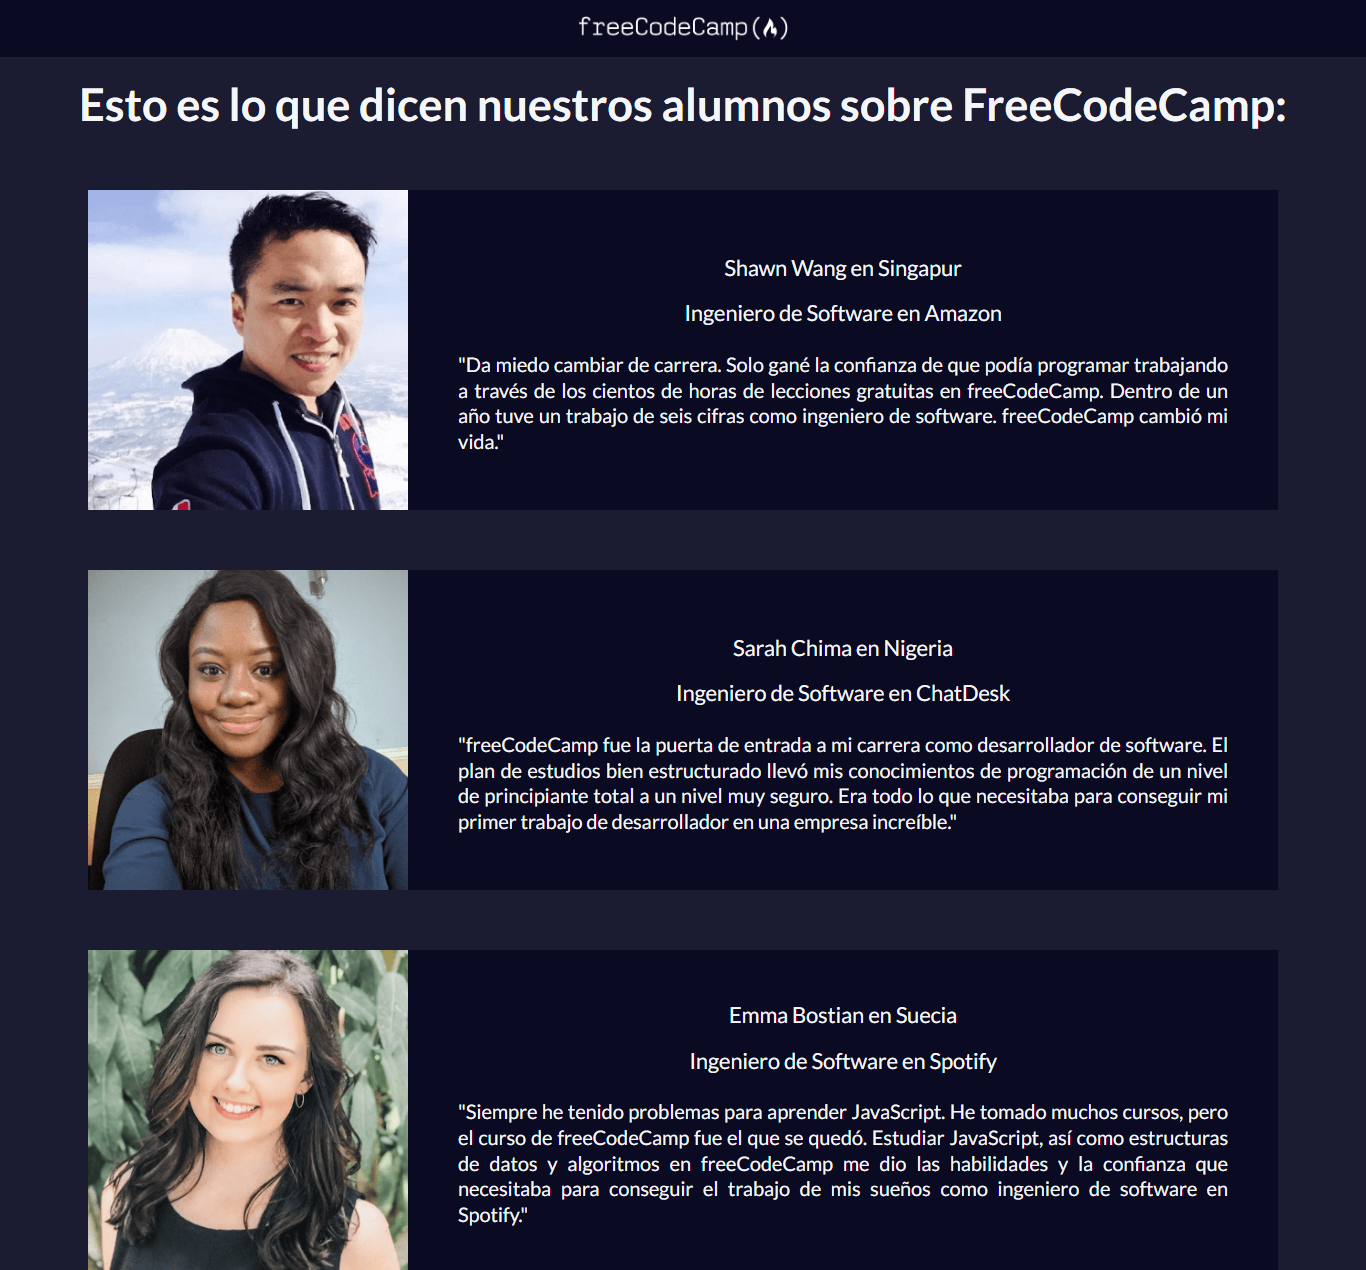 freeCodeCamp
Esto es lo que dicen nuestros alumnos sobre FreeCodeCamp:
Shawn Wang en Singapur
Ingeniero de Software en Amazon
"Da miedo cambiar de carrera. Solo gané la confianza de que podía programar trabajando
a través de los cientos de horas de lecciones gratuitas en freeCodeCamp. Dentro de un
año tuve un trabajo de seis cifras como ingeniero de software. freeCodeCamp cambió mi
vida."
Sarah Chima en Nigeria
Ingeniero de Software en ChatDesk
"freeCodeCamp fue la puerta de entrada a mi carrera como desarrollador de software. El
plan de estudios bien estructurado llevó mis conocimientos de programación de un nivel
de principiante total a un nivel muy seguro. Era todo lo que necesitaba para conseguir mi
primer trabajo de desarrollador en una empresa increíble."
Emma Bostian en Suecia
Ingeniero de Software en Spotify
"Siempre he tenido problemas para aprender JavaScript. He tomado muchos cursos, pero
el curso de freeCodeCamp fue el que se quedó. Estudiar JavaScript, así como estructuras
de datos y algoritmos en freeCodeCamp me dio las habilidades y la confianza que
necesitaba para conseguir el trabajo de mis sueños como ingeniero de software en
Spotify."